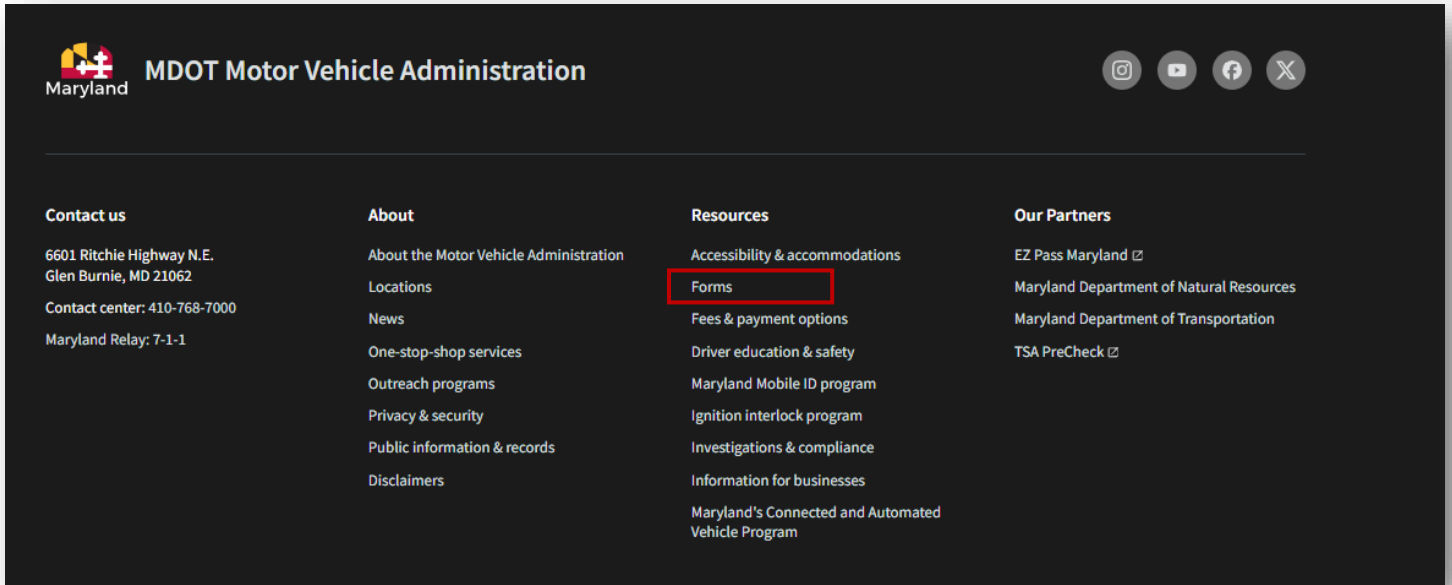 Maryland
MDOT Motor Vehicle Administration
Contact us
6601 Ritchie Highway N.E.
Glen Burnie, MD 21062
Contact center: 410-768-7000
Maryland Relay: 7-1-1
About
About the Motor Vehicle Administration
Locations
News
One-stop-shop services
Outreach programs
Privacy & security
Public information & records
Disclaimers
Resources
Accessibility & accommodations
Forms
Fees & payment options
Driver education & safety
Maryland Mobile ID program
Ignition interlock program
Investigations & compliance
Information for businesses
Maryland's Connected and Automated
Vehicle Program
Our Partners
EZ Pass Maryland
Maryland Department of Natural Resources
Maryland Department of Transportation
TSA PreCheck